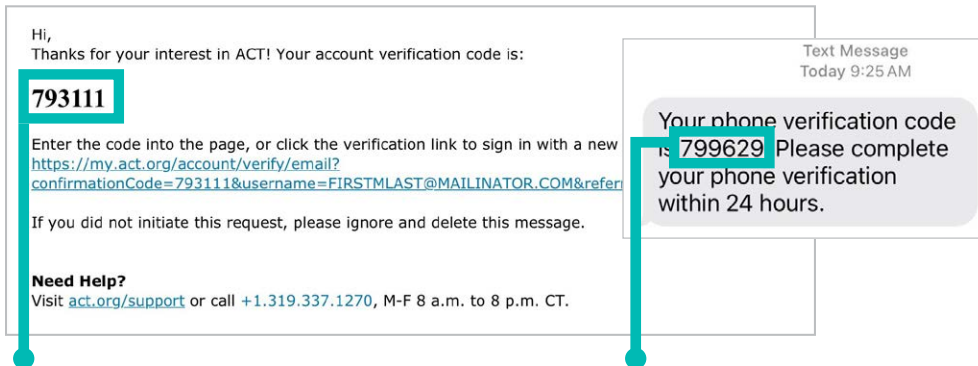 Hi,
Thanks for your interest in ACT! Your account verification code is:
793111
Enter the code into the page, or click the verification link to sign in with a new
https://my.act.org/account/verify/email?
confirmationCode=793111&username=FIRSTMLAST@MAILINATOR.COM&refer
If you did not initiate this request, please ignore and delete this message.
Need Help?
Visit act.org/support or call +1.319.337.1270, M-F 8 a.m. to 8 p.m. CT.
Text Message
Today 9:25 AM
Your phone verification code
is 799629. Please complete
your phone verification
within 24 hours.